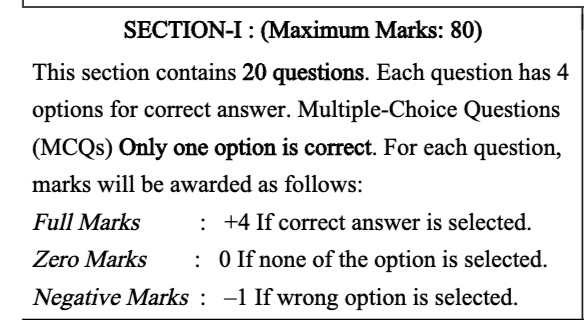 SECTION-I : (Maximum Marks: 80)
This section contains 20 questions. Each question has 4
options for correct answer. Multiple-Choice Questions
(MCQs) Only one option is correct. For each question,
marks will be awarded as follows:
Full Marks : +4 If correct answer is selected.
Zero Marks : 0 If none of the option is selected.
Negative Marks : –1 If wrong option is selected.